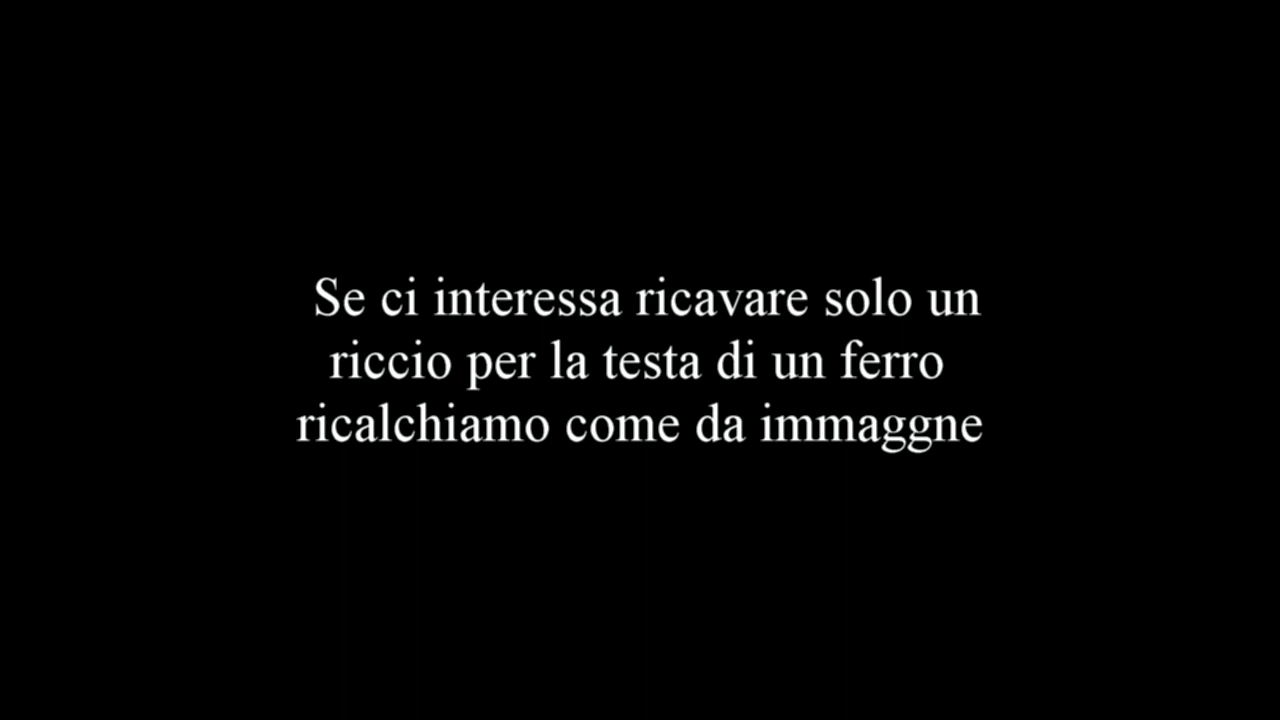 Se ci interessa ricavare solo un
riccio per la testa di un ferro
ricalchiamo come da immaggne